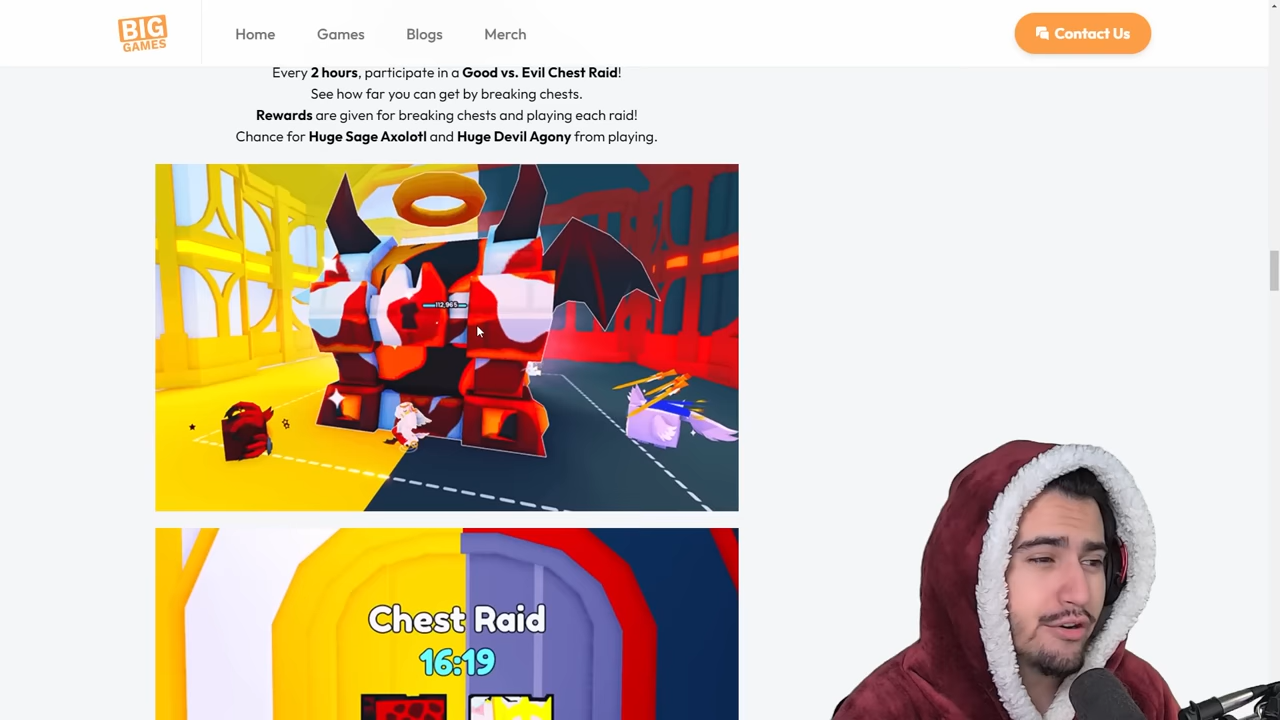 BIG
GAMES
Home
Games
Blogs
Merch
Contact Us
Every 2 hours, participate in a Good vs. Evil Chest Raid!
See how far you can get by breaking chests.
Rewards are given for breaking chests and playing each raid!
Chance for Huge Sage Axolotl and Huge Devil Agony from playing.
112,965
Chest Raid
16:19